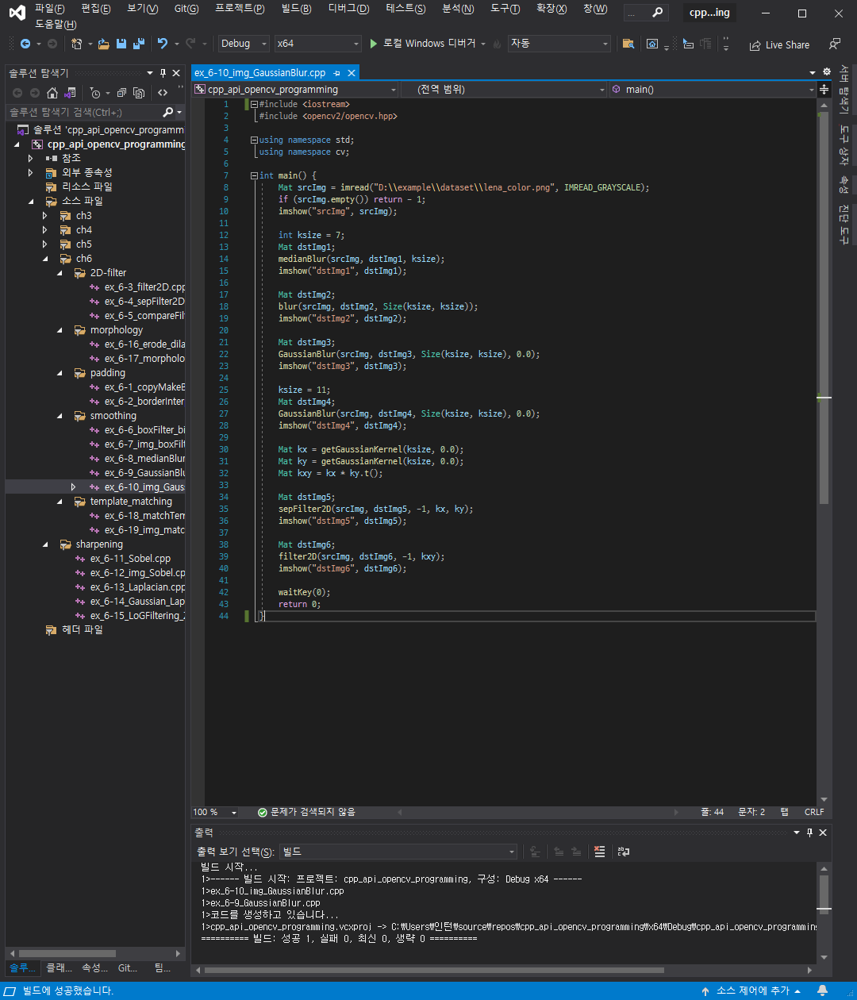 파일(F) 편집(E) 보기(V) Git(G) 프로젝트(P) 빌드(B) 디버그(D) 테스트(S) 분석(N) 도구(T) 확장(X) 창(W) ... cpp...ing
도움말(H)
Debug x64 로컬 Windows 디버거 자동 Live Share
솔루션 탐색기
솔루션 탐색기 검색(Ctrl+;)
솔루션 'cpp_api_opencv_programm
cpp_api_opencv_programming
참조
외부 종속성
리소스 파일
소스 파일
ch3
ch4
ch5
ch6
2D-filter
ex_6-3_filter2D.cpp
ex_6-4_sepFilter2D
ex_6-5_compareFilt
morphology
ex_6-16_erode_dila
ex_6-17_morpholo
padding
ex_6-1_copyMakeB
ex_6-2_borderInter
smoothing
ex_6-6_boxFilter_bi
ex_6-7_img_boxFilt
ex_6-8_medianBlur
ex_6-9_GaussianBlu
ex_6-10_img_Gaus
template_matching
ex_6-18_matchTem
ex_6-19_img_matc
sharpening
ex_6-11_Sobel.cpp
ex_6-12_img_Sobel.cp
ex_6-13_Laplacian.cpp
ex_6-14_Gaussian_Lap
ex_6-15_LoGFiltering_2
헤더 파일
솔루... 클래... 속성... Git... 팀...
ex_6-10_img_GaussianBlur.cpp
cpp_api_opencv_programming (전역 범위) main()
1 #include <iostream>
2 #include <opencv2/opencv.hpp>
3
4 using namespace std;
5 using namespace cv;
6
7 int main() {
8 Mat srcImg = imread("D:\\example\\dataset\\lena_color.png", IMREAD_GRAYSCALE);
9 if (srcImg.empty()) return - 1;
10 imshow("srcImg", srcImg);
11
12 int ksize = 7;
13 Mat dstImg1;
14 medianBlur(srcImg, dstImg1, ksize);
15 imshow("dstImg1", dstImg1);
16
17 Mat dstImg2;
18 blur(srcImg, dstImg2, Size(ksize, ksize));
19 imshow("dstImg2", dstImg2);
20
21 Mat dstImg3;
22 GaussianBlur(srcImg, dstImg3, Size(ksize, ksize), 0.0);
23 imshow("dstImg3", dstImg3);
24
25 ksize = 11;
26 Mat dstImg4;
27 GaussianBlur(srcImg, dstImg4, Size(ksize, ksize), 0.0);
28 imshow("dstImg4", dstImg4);
29
30 Mat kx = getGaussianKernel(ksize, 0.0);
31 Mat ky = getGaussianKernel(ksize, 0.0);
32 Mat kxy = kx * ky.t();
33
34 Mat dstImg5;
35 sepFilter2D(srcImg, dstImg5, -1, kx, ky);
36 imshow("dstImg5", dstImg5);
37
38 Mat dstImg6;
39 filter2D(srcImg, dstImg6, -1, kxy);
40 imshow("dstImg6", dstImg6);
41
42 waitKey(0);
43 return 0;
44 }
100 % 문제가 검색되지 않음 줄: 44 문자: 2 탭 CRLF
출력
출력 보기 선택(S): 빌드
빌드 시작...
1>------ 빌드 시작: 프로젝트: cpp_api_opencv_programming, 구성: Debug x64 ------
1>ex_6-10_img_GaussianBlur.cpp
1>ex_6-9_GaussianBlur.cpp
1>코드를 생성하고 있습니다...
1>cpp_api_opencv_programming.vcxproj -> C:\Users\인턴\source\repos\cpp_api_opencv_programming\x64\Debug\cpp_api_opencv_programming
========== 빌드: 성공 1, 실패 0, 최신 0, 생략 0 ==========
서버 탐색기
도구 상자
속성
진단 도구
빌드에 성공했습니다. 소스 제어에 추가